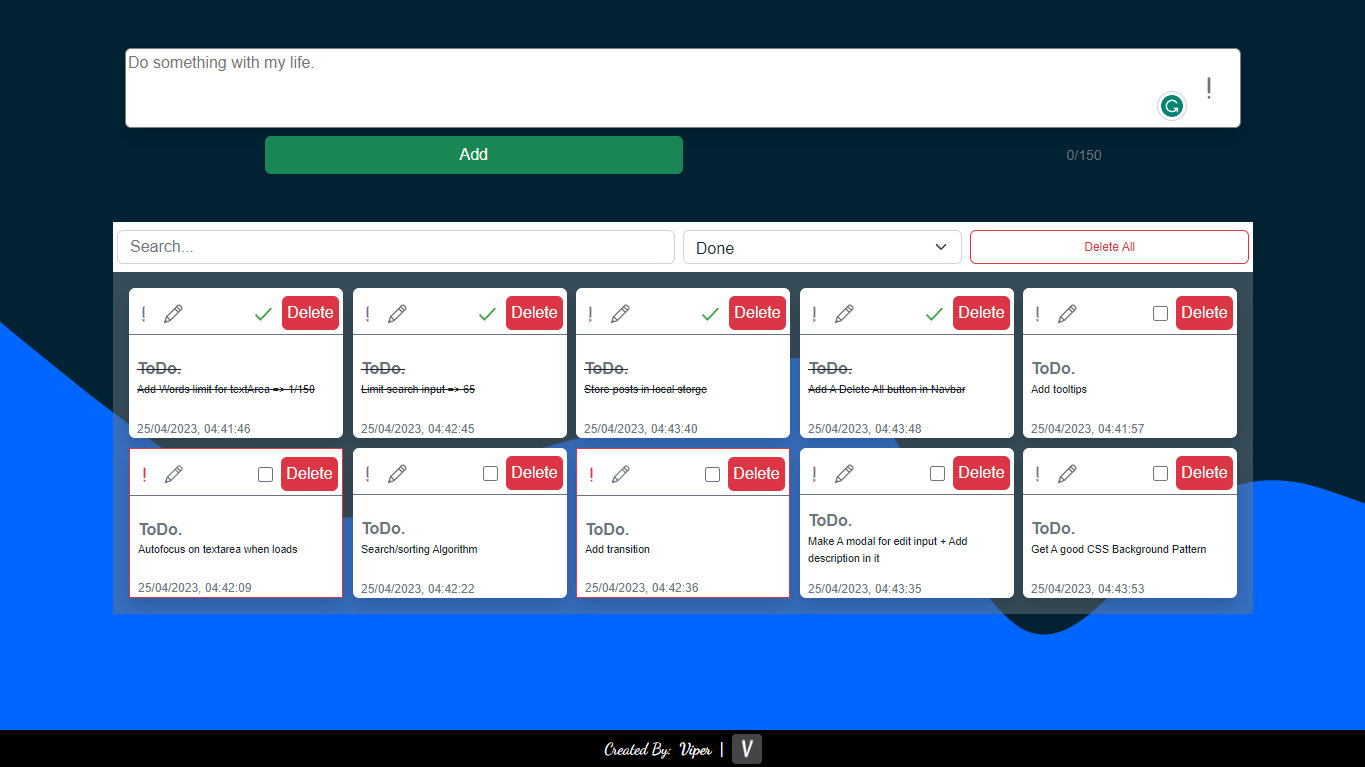 Do something with my life.
!
Add
0/150
Search...
Done
Delete All
! Delete
ToDo.
Add Words limit for textArea => 1/150
25/04/2023, 04:41:46
! Delete
ToDo.
Limit search input => 65
25/04/2023, 04:42:45
! Delete
ToDo.
Store posts in local storge
25/04/2023, 04:43:40
! Delete
ToDo.
Add A Delete All button in Navbar
25/04/2023, 04:43:48
! Delete
ToDo.
Add tooltips
25/04/2023, 04:41:57
! Delete
ToDo.
Autofocus on textarea when loads
25/04/2023, 04:42:09
! Delete
ToDo.
Search/sorting Algorithm
25/04/2023, 04:42:22
! Delete
ToDo.
Add transition
25/04/2023, 04:42:36
! Delete
ToDo.
Make A modal for edit input + Add
description in it
25/04/2023, 04:43:35
! Delete
ToDo.
Get A good CSS Background Pattern
25/04/2023, 04:43:53
Created By: Viper | V